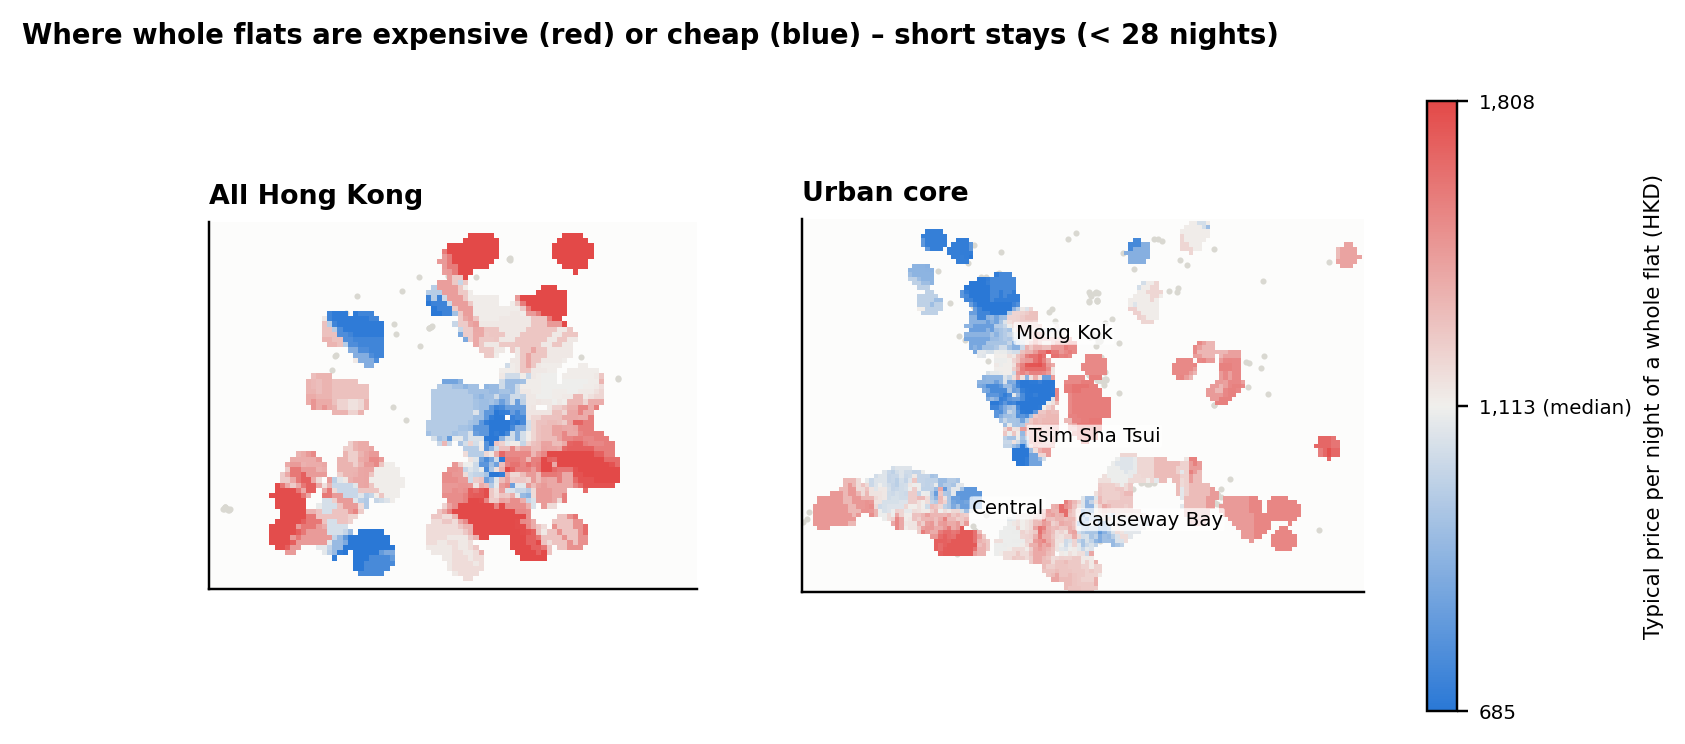 Where whole flats are expensive (red) or cheap (blue) – short stays (< 28 nights)
All Hong Kong
Urban core
Mong Kok
Tsim Sha Tsui
Central
Causeway Bay
1,808
1,113 (median)
685
Typical price per night of a whole flat (HKD)